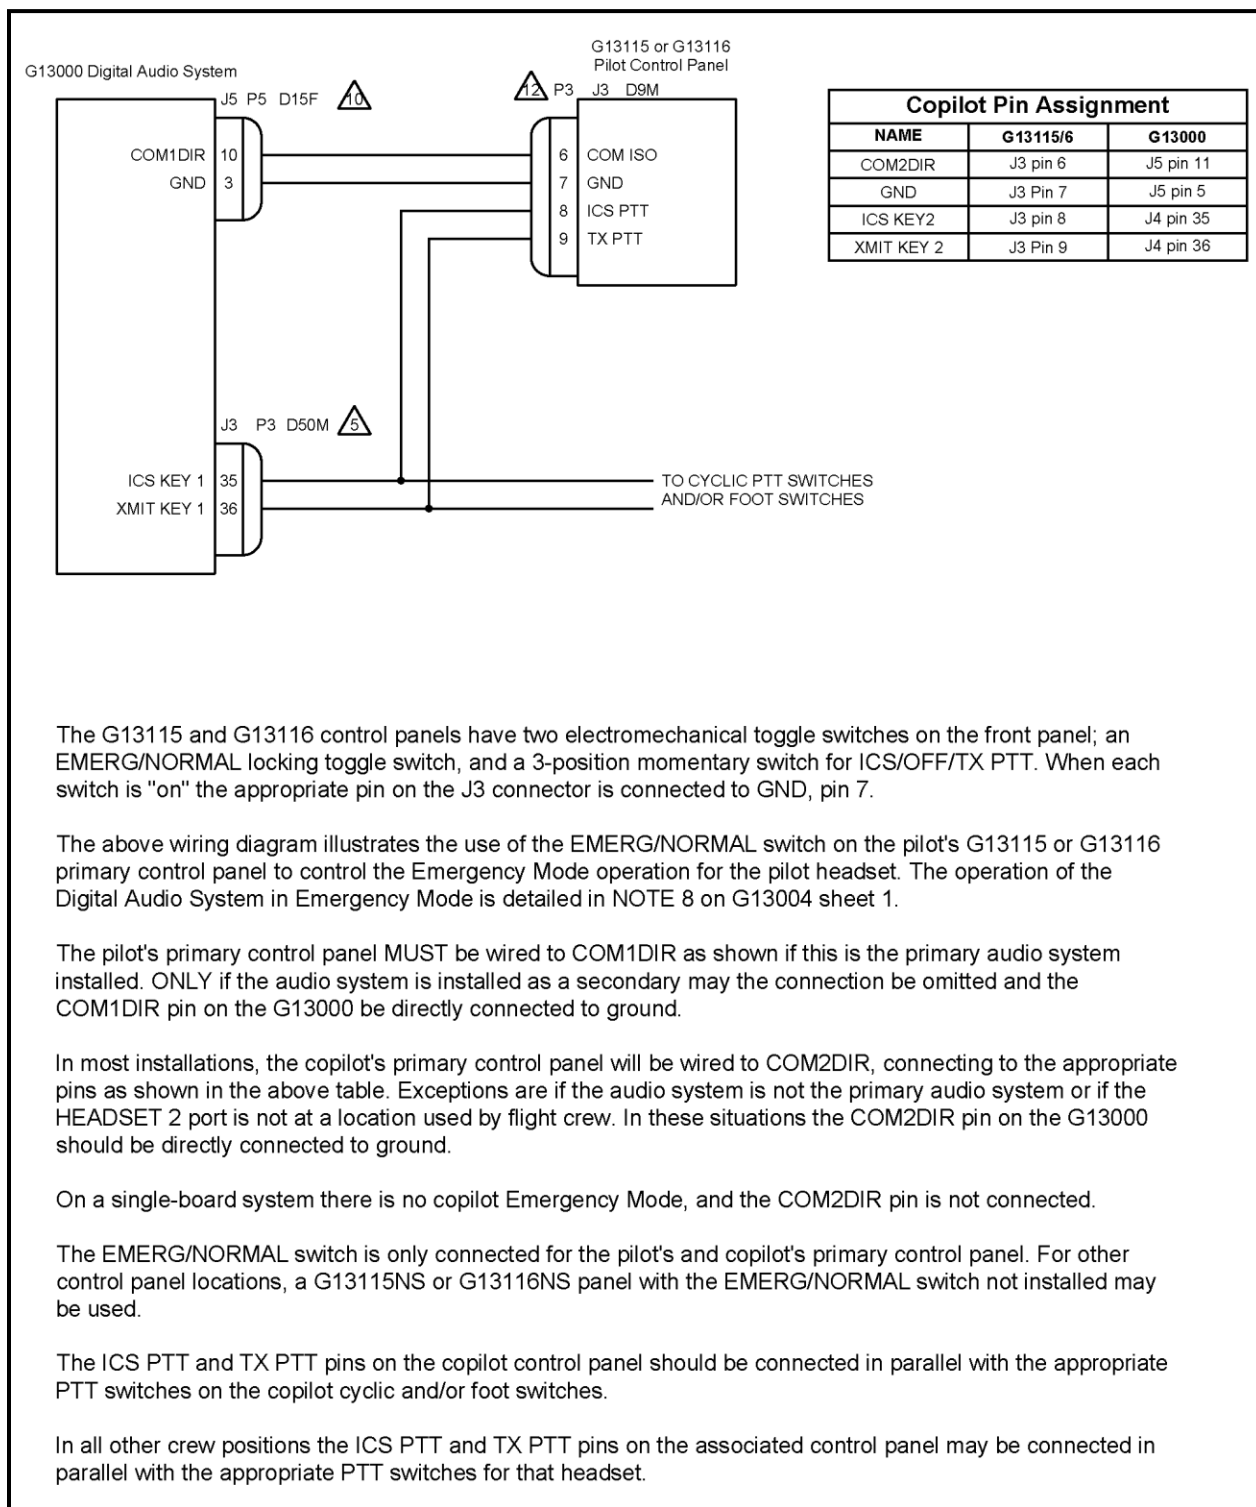 G13000 Digital Audio System
J5 P5 D15F 10
COM1DIR 10
GND 3
J3 P3 D50M 5
ICS KEY 1 35
XMIT KEY 1 36
G13115 or G13116
Pilot Control Panel
12 P3 J3 D9M
6 COM ISO
7 GND
8 ICS PTT
9 TX PTT
TO CYCLIC PTT SWITCHES
AND/OR FOOT SWITCHES
Copilot Pin Assignment
NAME G13115/6 G13000
COM2DIR J3 pin 6 J5 pin 11
GND J3 Pin 7 J5 pin 5
ICS KEY2 J3 pin 8 J4 pin 35
XMIT KEY 2 J3 Pin 9 J4 pin 36
The G13115 and G13116 control panels have two electromechanical toggle switches on the front panel; an
EMERG/NORMAL locking toggle switch, and a 3-position momentary switch for ICS/OFF/TX PTT. When each
switch is "on" the appropriate pin on the J3 connector is connected to GND, pin 7.
The above wiring diagram illustrates the use of the EMERG/NORMAL switch on the pilot's G13115 or G13116
primary control panel to control the Emergency Mode operation for the pilot headset. The operation of the
Digital Audio System in Emergency Mode is detailed in NOTE 8 on G13004 sheet 1.
The pilot's primary control panel MUST be wired to COM1DIR as shown if this is the primary audio system
installed. ONLY if the audio system is installed as a secondary may the connection be omitted and the
COM1DIR pin on the G13000 be directly connected to ground.
In most installations, the copilot's primary control panel will be wired to COM2DIR, connecting to the appropriate
pins as shown in the above table. Exceptions are if the audio system is not the primary audio system or if the
HEADSET 2 port is not at a location used by flight crew. In these situations the COM2DIR pin on the G13000
should be directly connected to ground.
On a single-board system there is no copilot Emergency Mode, and the COM2DIR pin is not connected.
The EMERG/NORMAL switch is only connected for the pilot's and copilot's primary control panel. For other
control panel locations, a G13115NS or G13116NS panel with the EMERG/NORMAL switch not installed may
be used.
The ICS PTT and TX PTT pins on the copilot control panel should be connected in parallel with the appropriate
PTT switches on the copilot cyclic and/or foot switches.
In all other crew positions the ICS PTT and TX PTT pins on the associated control panel may be connected in
parallel with the appropriate PTT switches for that headset.